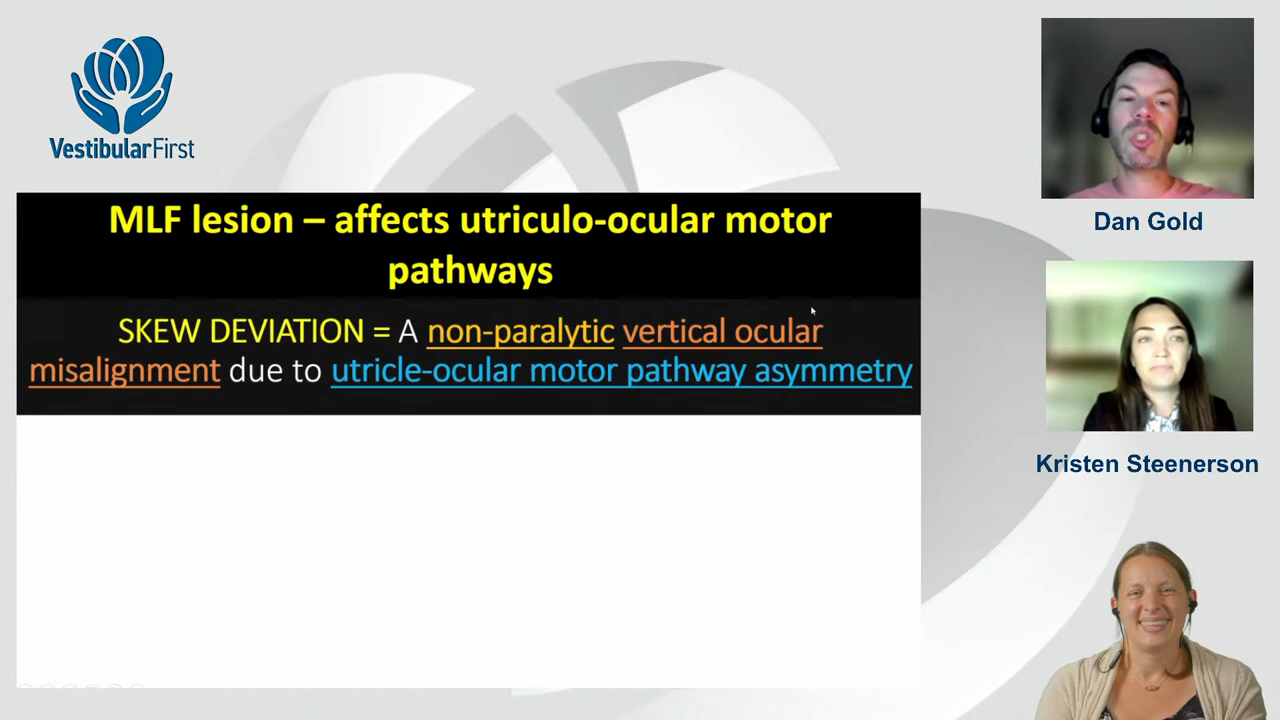 VestibularFirst
MLF lesion – affects utriculo-ocular motor
pathways
SKEW DEVIATION = A non-paralytic vertical ocular
misalignment due to utricle-ocular motor pathway asymmetry
Dan Gold
Kristen Steenerson